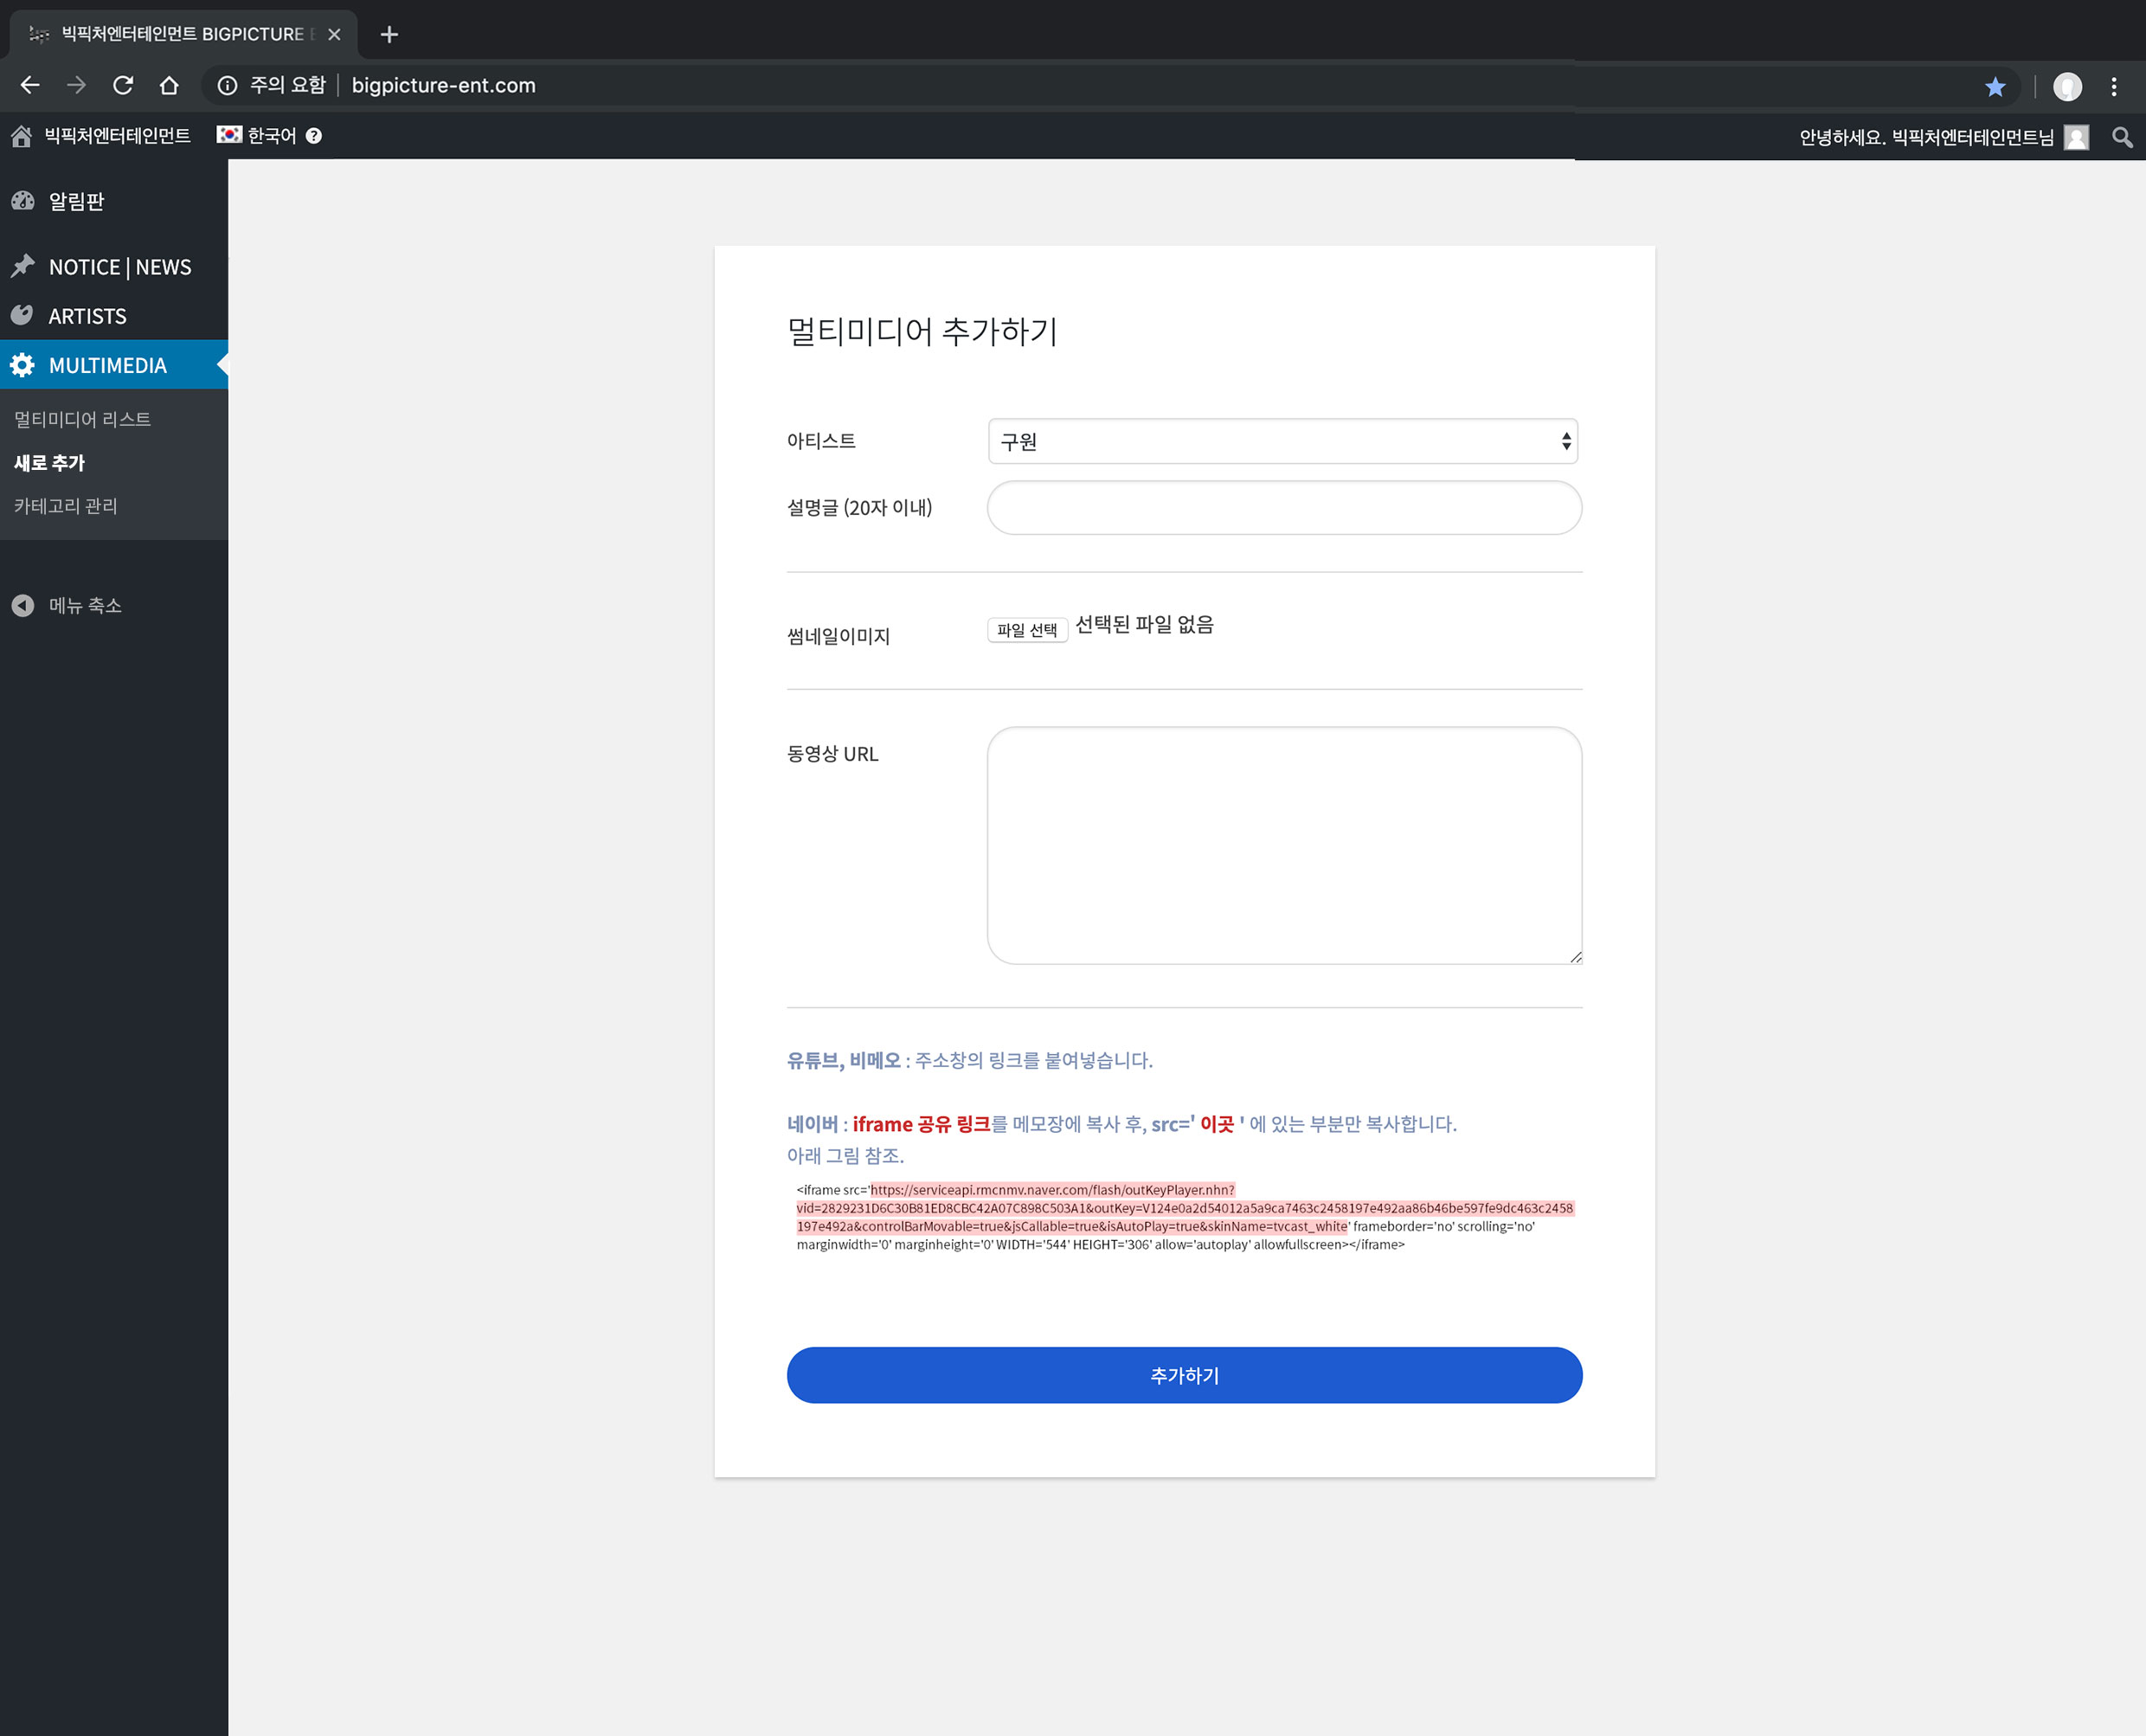 빅픽처엔터테인먼트 BIGPICTURE E
주의 요함 | bigpicture-ent.com
빅픽처엔터테인먼트 한국어 ?
안녕하세요. 빅픽처엔터테인먼트님
알림판
NOTICE | NEWS
ARTISTS
MULTIMEDIA
멀티미디어 리스트
새로 추가
카테고리 관리
메뉴 축소
멀티미디어 추가하기
아티스트 구원
설명글 (20자 이내)
썸네일이미지 파일 선택 선택된 파일 없음
동영상 URL
유튜브, 비메오 : 주소창의 링크를 붙여넣습니다.
네이버 : iframe 공유 링크를 메모장에 복사 후, src=' 이곳 ' 에 있는 부분만 복사합니다.
아래 그림 참조.
<iframe src='https://serviceapi.rmcnmv.naver.com/flash/outKeyPlayer.nhn?
vid=2829231D6C30B81ED8CBC42A07C898C503A1&outKey=V124e0a2d54012a5a9ca7463c2458197e492aa86b46be597fe9dc463c2458
197e492a&controlBarMovable=true&jsCallable=true&isAutoPlay=true&skinName=tvcast_white' frameborder='no' scrolling='no'
marginwidth='0' marginheight='0' WIDTH='544' HEIGHT='306' allow='autoplay' allowfullscreen></iframe>
추가하기